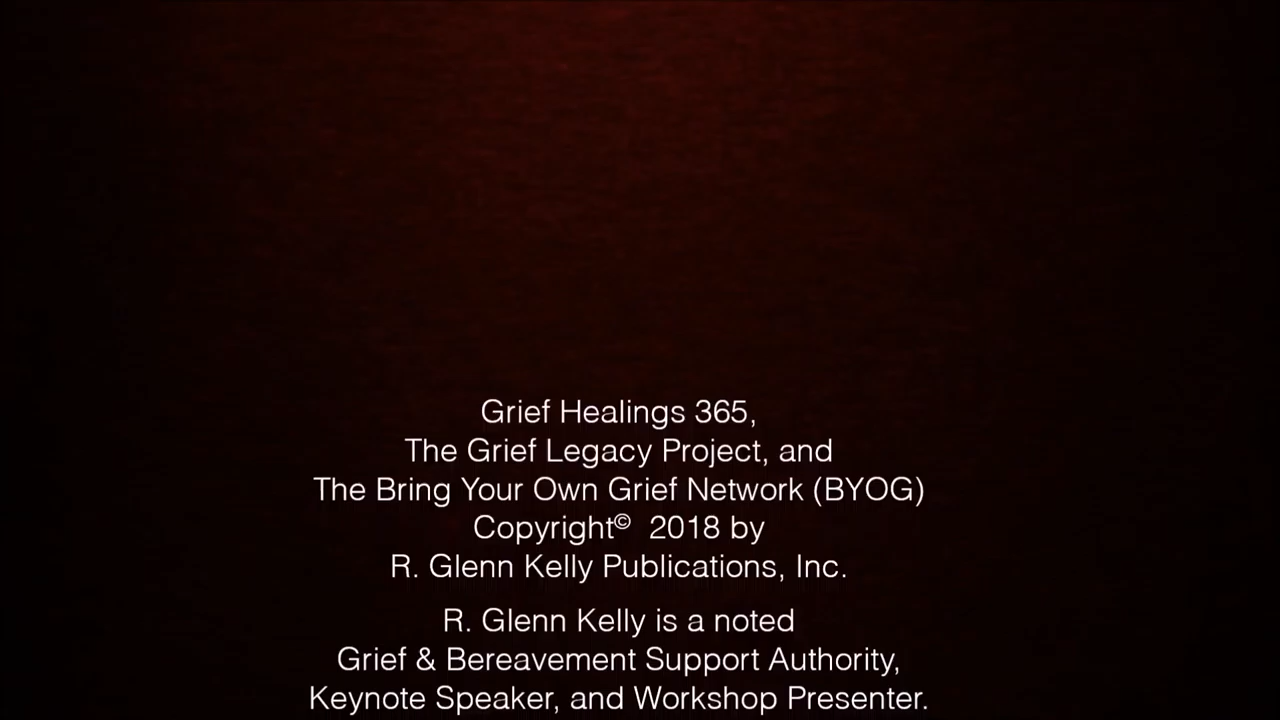 Grief Healings 365,
The Grief Legacy Project, and
The Bring Your Own Grief Network (BYOG)
Copyright© 2018 by
R. Glenn Kelly Publications, Inc.
R. Glenn Kelly is a noted
Grief & Bereavement Support Authority,
Keynote Speaker, and Workshop Presenter.